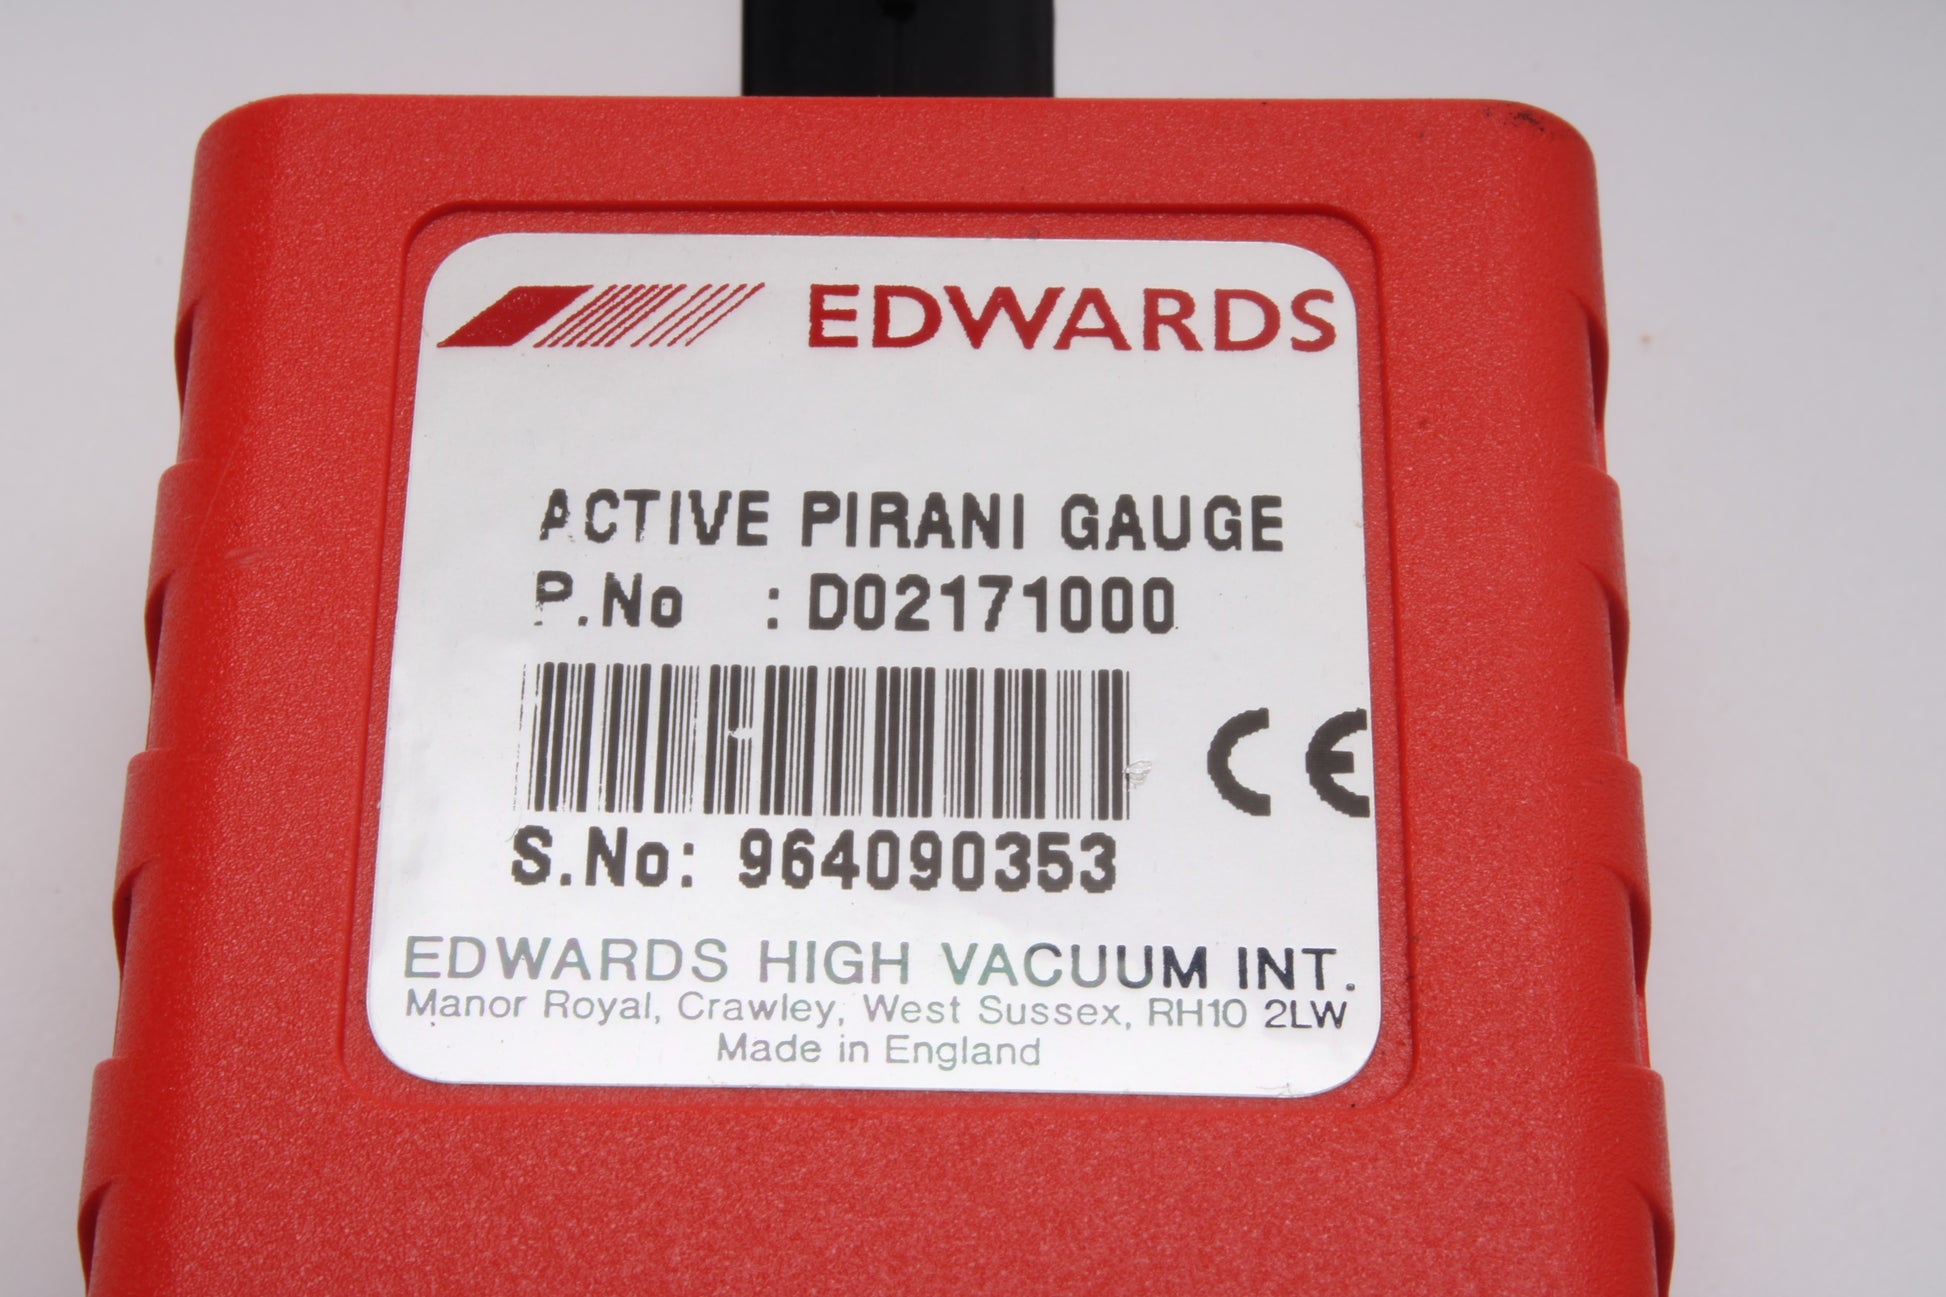 EDWARDS
ACTIVE PIRANI GAUGE
P.No : D02171000
CE
S.No: 964090353
EDWARDS HIGH VACUUM INT.
Manor Royal, Crawley, West Sussex, RH10 2LW
Made in England